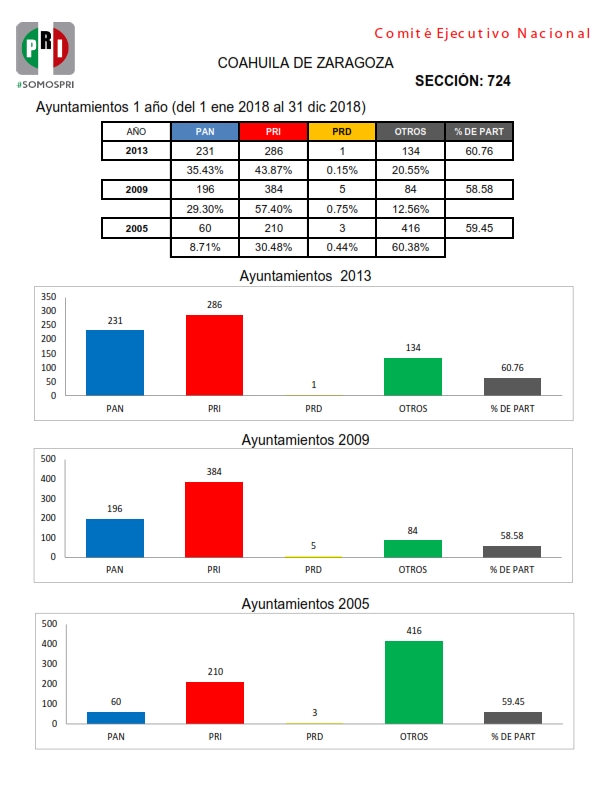 PRI
#SOMOSPRI
Comité Ejecutivo Nacional
COAHUILA DE ZARAGOZA
SECCIÓN: 724
Ayuntamientos 1 año (del 1 ene 2018 al 31 dic 2018)
AÑO PAN PRI PRD OTROS % DE PART
2013 231 286 1 134 60.76
35.43% 43.87% 0.15% 20.55%
2009 196 384 5 84 58.58
29.30% 57.40% 0.75% 12.56%
2005 60 210 3 416 59.45
8.71% 30.48% 0.44% 60.38%
Ayuntamientos 2013
350
300
250
200
150
100
50
0
231
286
1
134
60.76
PAN PRI PRD OTROS % DE PART
Ayuntamientos 2009
500
400
300
200
100
0
196
384
5
84
58.58
PAN PRI PRD OTROS % DE PART
Ayuntamientos 2005
500
400
300
200
100
0
60
210
3
416
59.45
PAN PRI PRD OTROS % DE PART